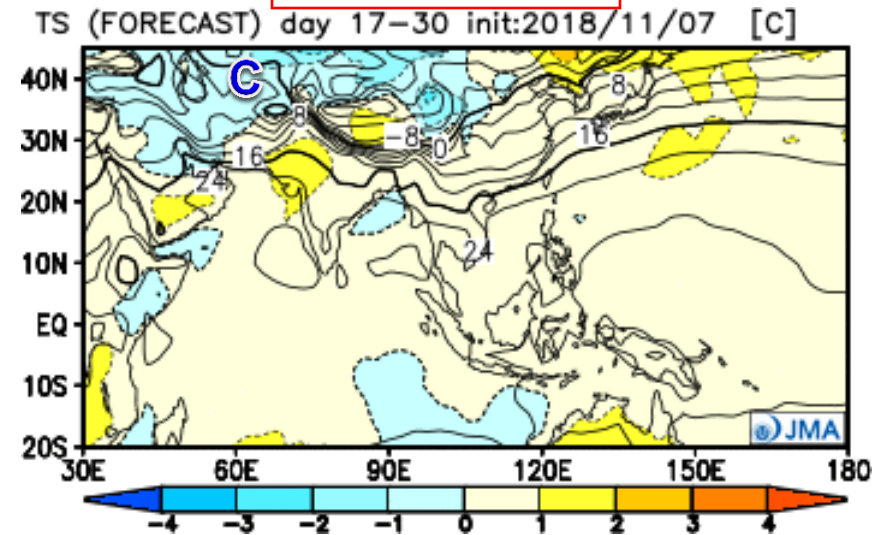 TS (FORECAST) day 17-30 init:2018/11/07 [C]
40N
C
8
8
30N
-8
0
16
16
24
20N
24
10N
EQ
10S
20S
JMA
30E 60E 90E 120E 150E 180
-4 -3 -2 -1 0 1 2 3 4